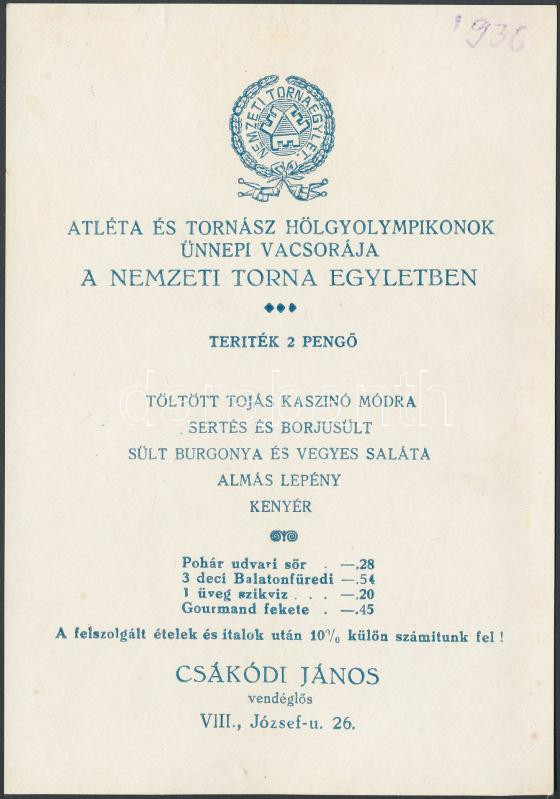 1936
NEMZETI TORNAEGYLET.
ATLÉTA ÉS TORNÁSZ HÖLGYOLYMPIKONOK
ÜNNEPI VACSORÁJA
A NEMZETI TORNA EGYLETBEN
TERITÉK 2 PENGŐ
darabanth
TÖLTÖTT TOJÁS KASZINÓ MÓDRA
SERTÉS ÉS BORJUSÜLT
SÜLT BURGONYA ÉS VEGYES SALÁTA
ALMÁS LEPÉNY
KENYÉR
Pohár udvari sör . —.28
3 deci Balatonfüredi —.54
1 üveg szikviz . . . —.20
Gourmand fekete . —.45
A felszolgált ételek és italok után 10% külön számitunk fel !
CSÁKÓDI JÁNOS
vendéglős
VIII., József-u. 26.